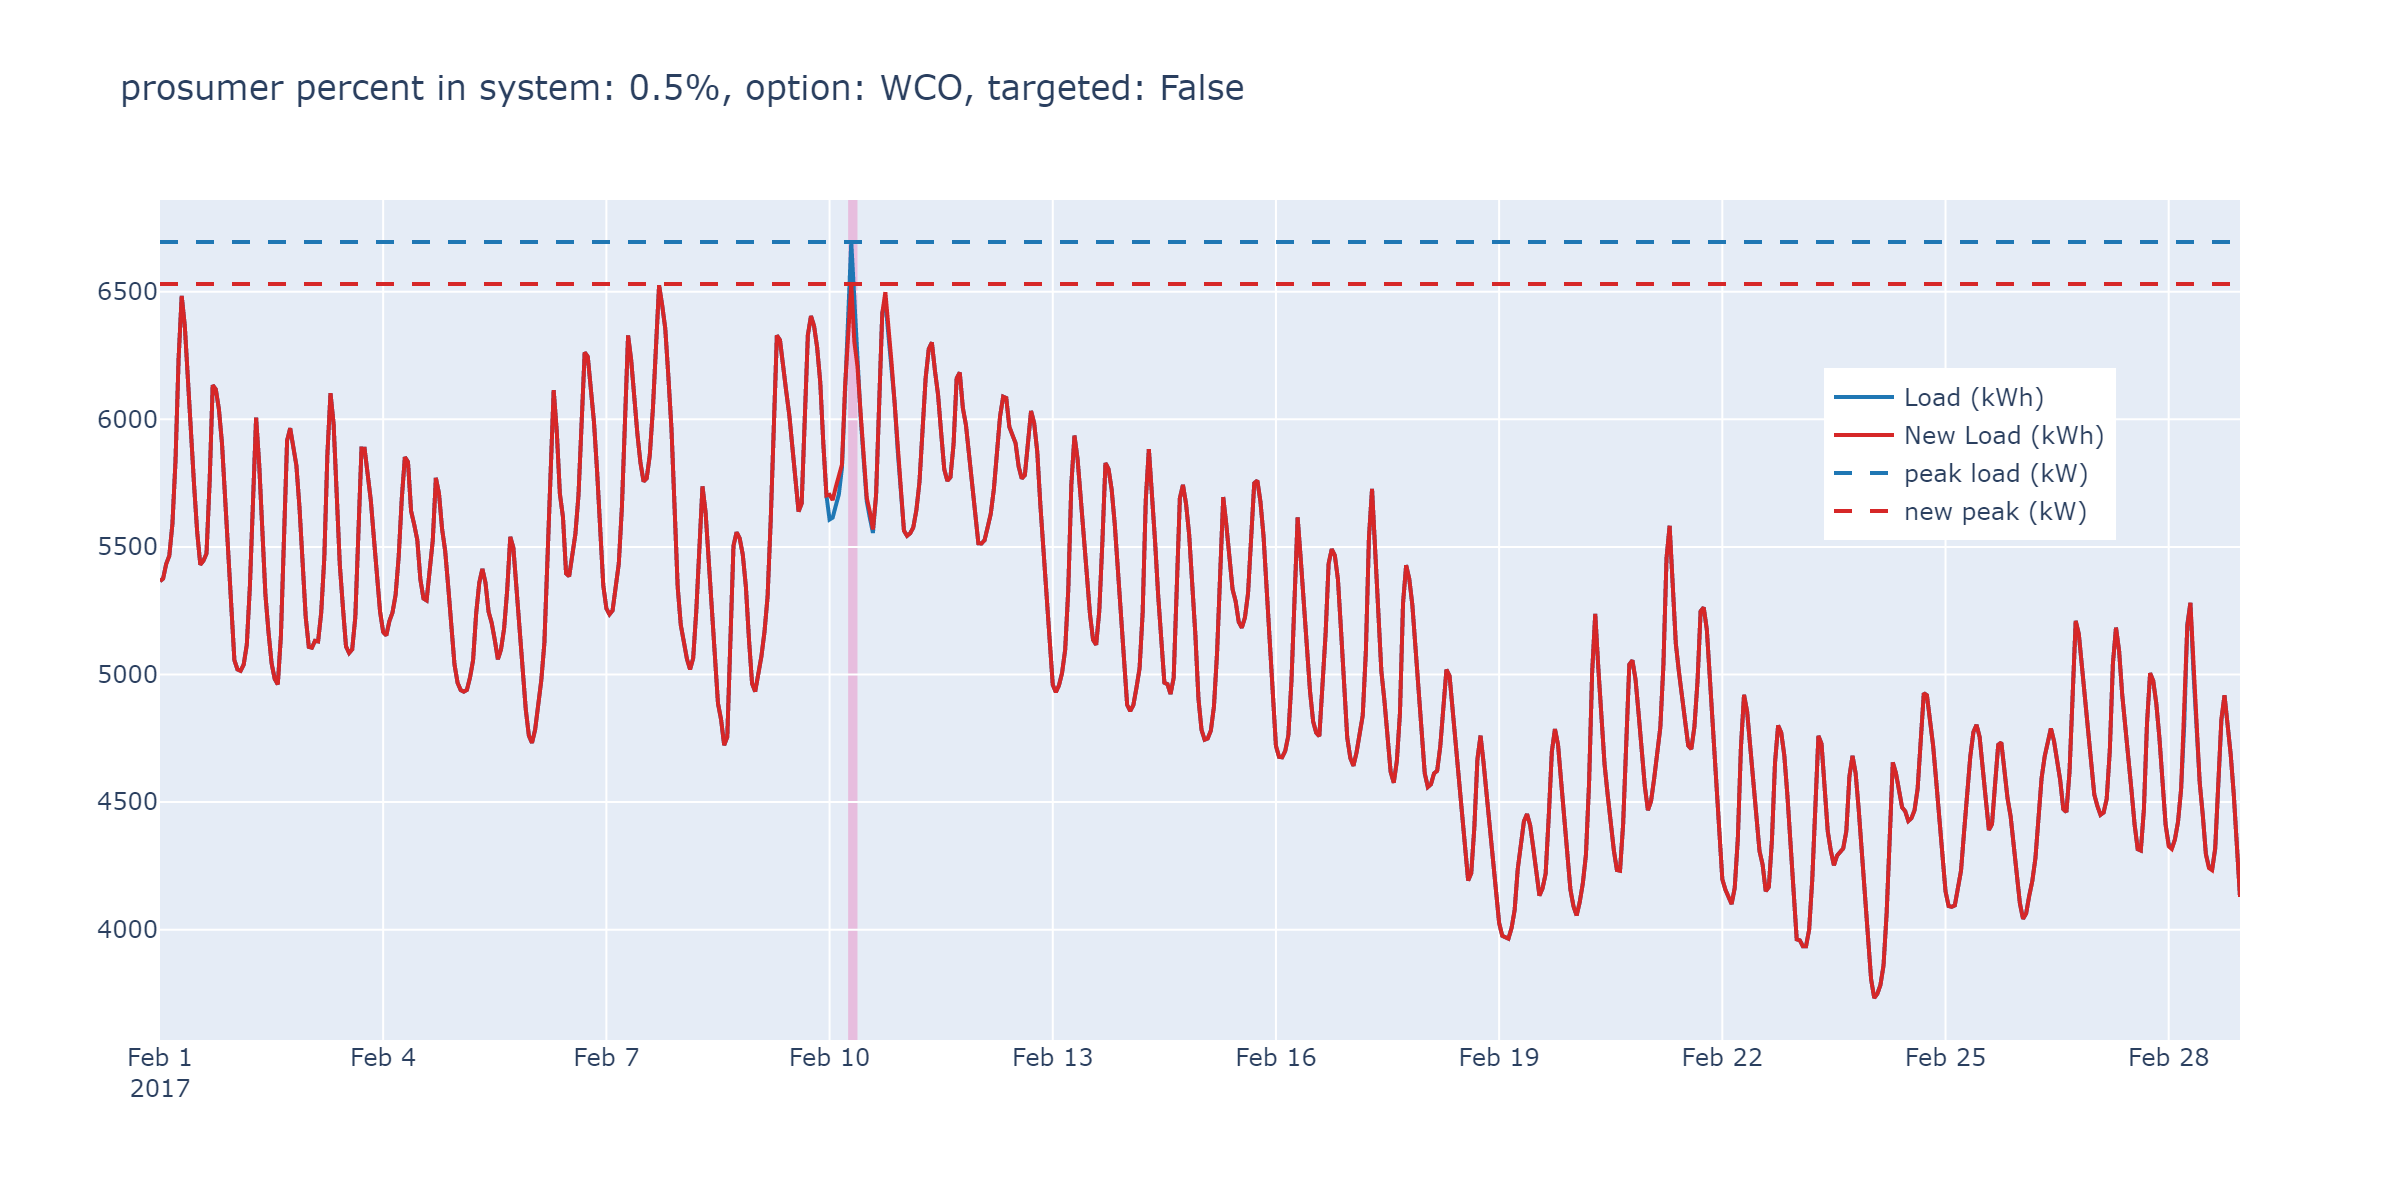 prosumer percent in system: 0.5%, option: WCO, targeted: False
6500
6000
5500
5000
4500
4000
Load (kWh)
New Load (kWh)
peak load (kW)
new peak (kW)
Feb 1 Feb 4 Feb 7 Feb 10 Feb 13 Feb 16 Feb 19 Feb 22 Feb 25 Feb 28
2017